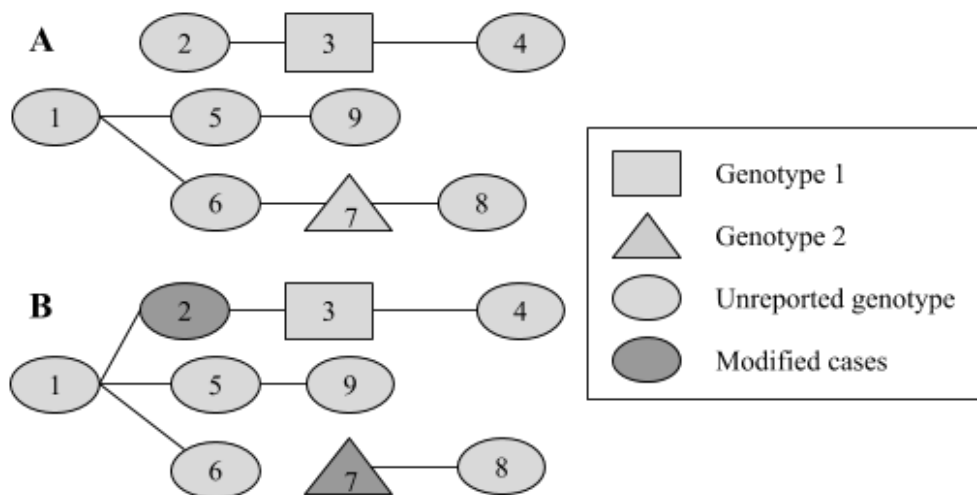 A
2 3 4
1 5 9
6 7 8
B
2 3 4
1 5 9
6 7 8
Genotype 1
Genotype 2
Unreported genotype
Modified cases